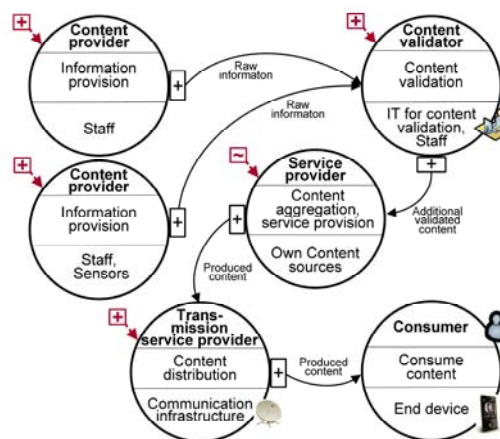 +
Content
provider
Information
provision
Staff
+
Raw
informaton
+
Content
validator
Content
validation
IT for content
validation,
Staff
+
Raw
informaton
+
Content
provider
Information
provision
Staff,
Sensors
+
~
Service
provider
Content
aggregation,
service provision
Own Content
sources
+
Additional
validated
content
Produced
content
+
Trans-
mission
service provider
Content
distribution
Communication
infrastructure
+
Produced
content
Consumer
Consume
content
End device